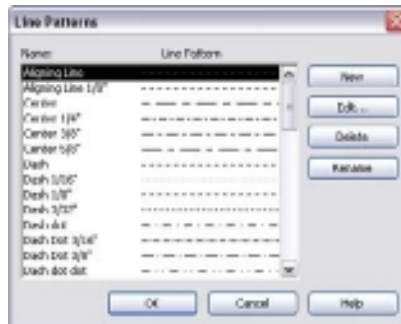 Line Patterns
Name: Line Pattern
Aligning Line
Aligning Line 1/8"
Center
Center 1/4"
Center 3/8"
Center 5/8"
Dash
Dash 1/16"
Dash 1/8"
Dash 3/32"
Dash dot
Dash Dot 3/16"
Dash Dot 3/8"
Dash dot dot
New
Edit...
Delete
Rename
OK
Cancel
Help